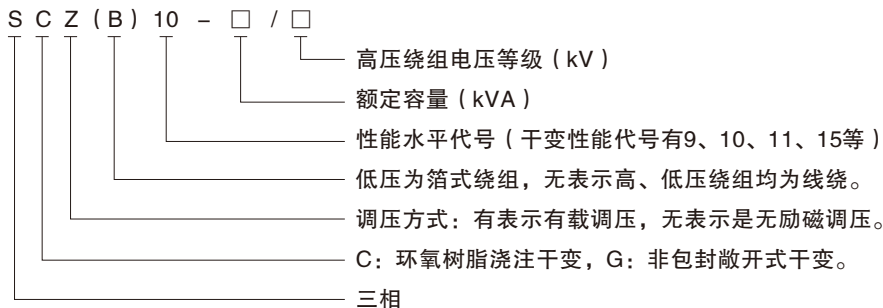 S C Z (B) 10 - □ / □
高压绕组电压等级(kV)
额定容量(kVA)
性能水平代号(干变性能代号有9、10、11、15等)
低压为箔式绕组，无表示高、低压绕组均为线绕。
调压方式：有表示有载调压，无表示是无励磁调压。
C：环氧树脂浇注干变，G：非包封敞开式干变。
三相